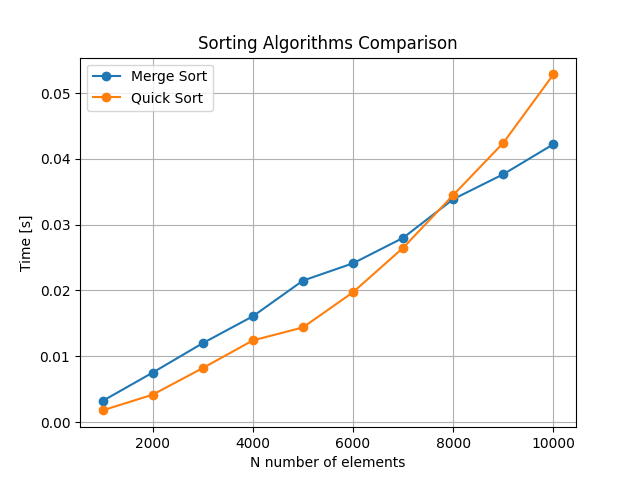 Sorting Algorithms Comparison
Merge Sort
Quick Sort
Time [s]
0.05
0.04
0.03
0.02
0.01
0.00
2000 4000 6000 8000 10000
N number of elements